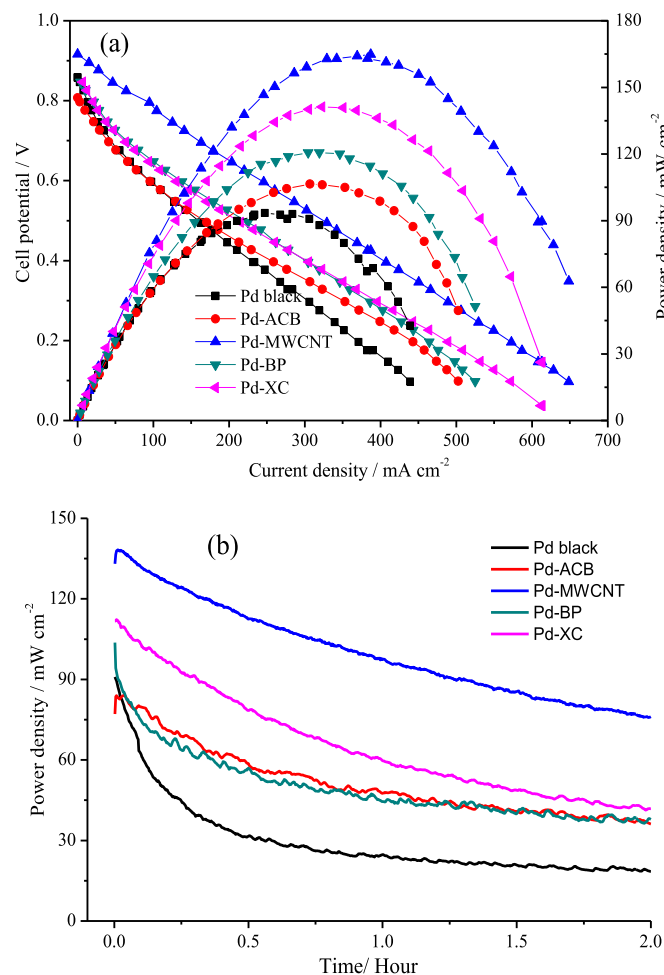 (a)
1.0
0.8
0.6
0.4
0.2
0.0
Cell potential / V
180
150
120
90
60
30
0
Power density / mW cm-2
Pd black
Pd-ACB
Pd-MWCNT
Pd-BP
Pd-XC
0 100 200 300 400 500 600 700
Current density / mA cm-2
(b)
150
120
90
60
30
0
Power density / mW cm-2
Pd black
Pd-ACB
Pd-MWCNT
Pd-BP
Pd-XC
0.0 0.5 1.0 1.5 2.0
Time/ Hour